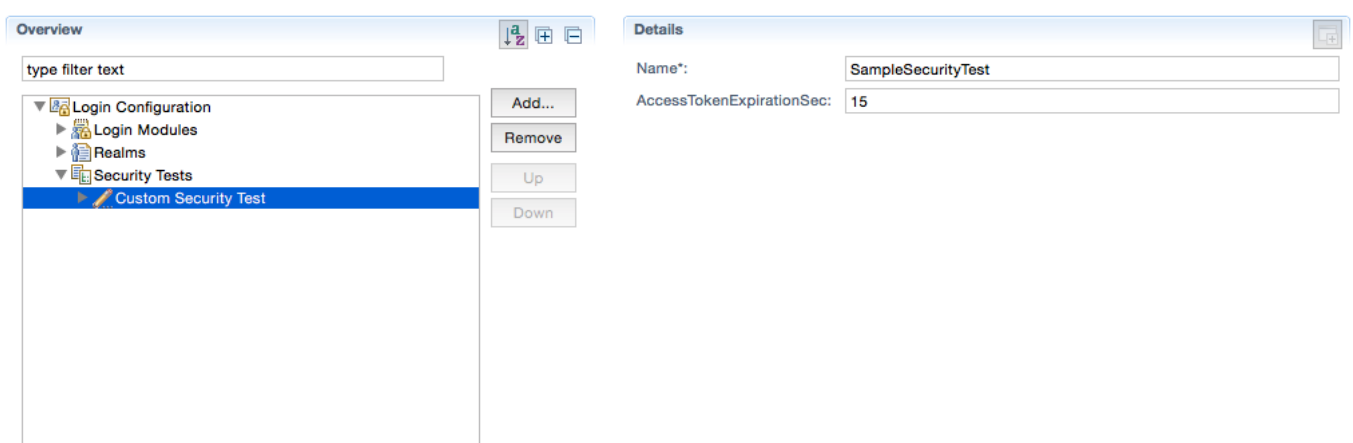 Overview
type filter text
Login Configuration
Login Modules
Realms
Security Tests
Custom Security Test
Add...
Remove
Up
Down
Details
Name*: SampleSecurityTest
AccessTokenExpirationSec: 15